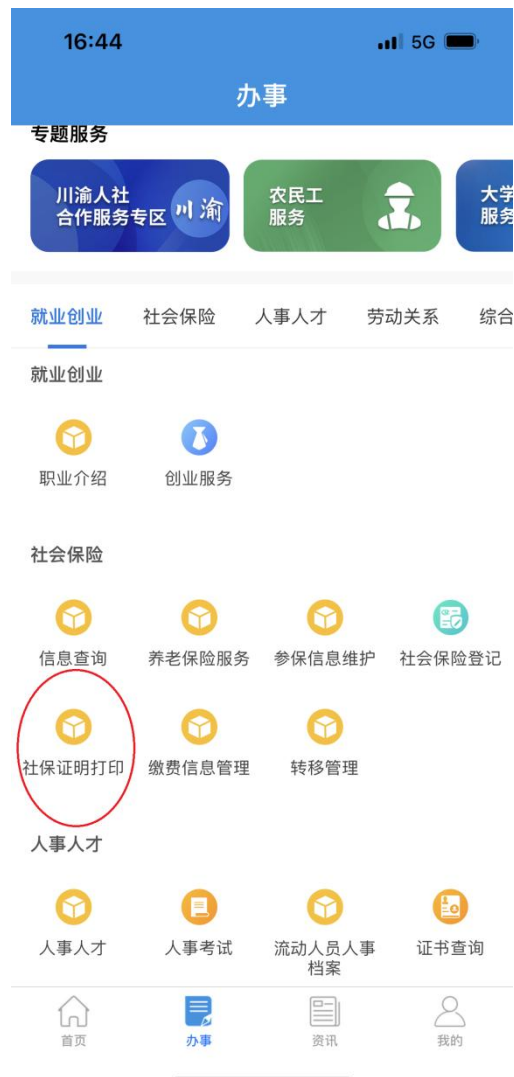 16:44
5G
办事
专题服务
川渝人社
合作服务专区
川渝
农民工
服务
大学
服务
就业创业 社会保险 人事人才 劳动关系 综合
就业创业
职业介绍 创业服务
社会保险
信息查询 养老保险服务 参保信息维护 社会保险登记
社保证明打印 缴费信息管理 转移管理
人事人才
人事人才 人事考试 流动人员人事 证书查询
档案
首页 办事 资讯 我的